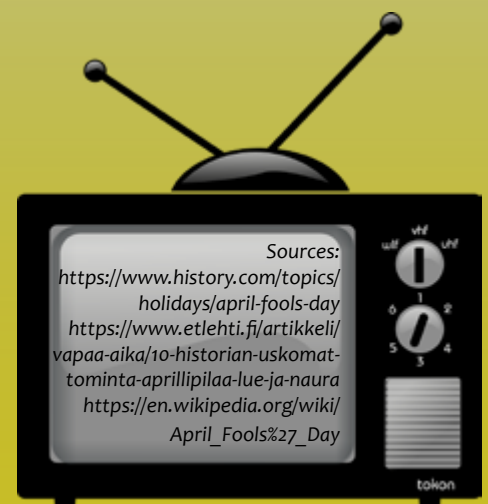 Sources:
https://www.history.com/topics/
holidays/april-fools-day
https://www.etlehti.fi/artikkeli/
vapaa-aika/10-historian-uskomat-
tominta-aprillipilaa-lue-ja-naura
https://en.wikipedia.org/wiki/
April_Fools%27_Day
vhf
wlf uhf
1
6 2
5 4
3
tokon